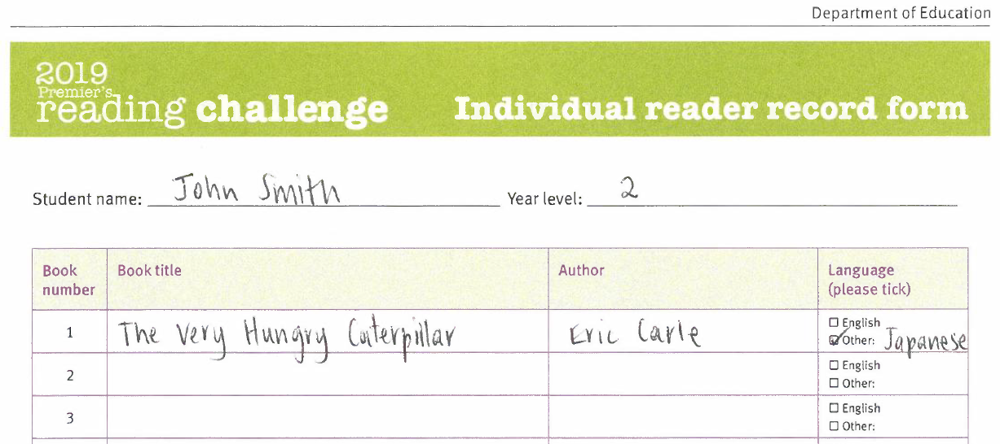 Department of Education
2019
Premier's
reading challenge Individual reader record form
Student name: John Smith Year level: 2
Book number Book title Author Language (please tick)
1 The Very Hungry Caterpillar Eric Carle ☐ English
☑ Other: Japanese
2 ☐ English
☐ Other:
3 ☐ English
☐ Other: